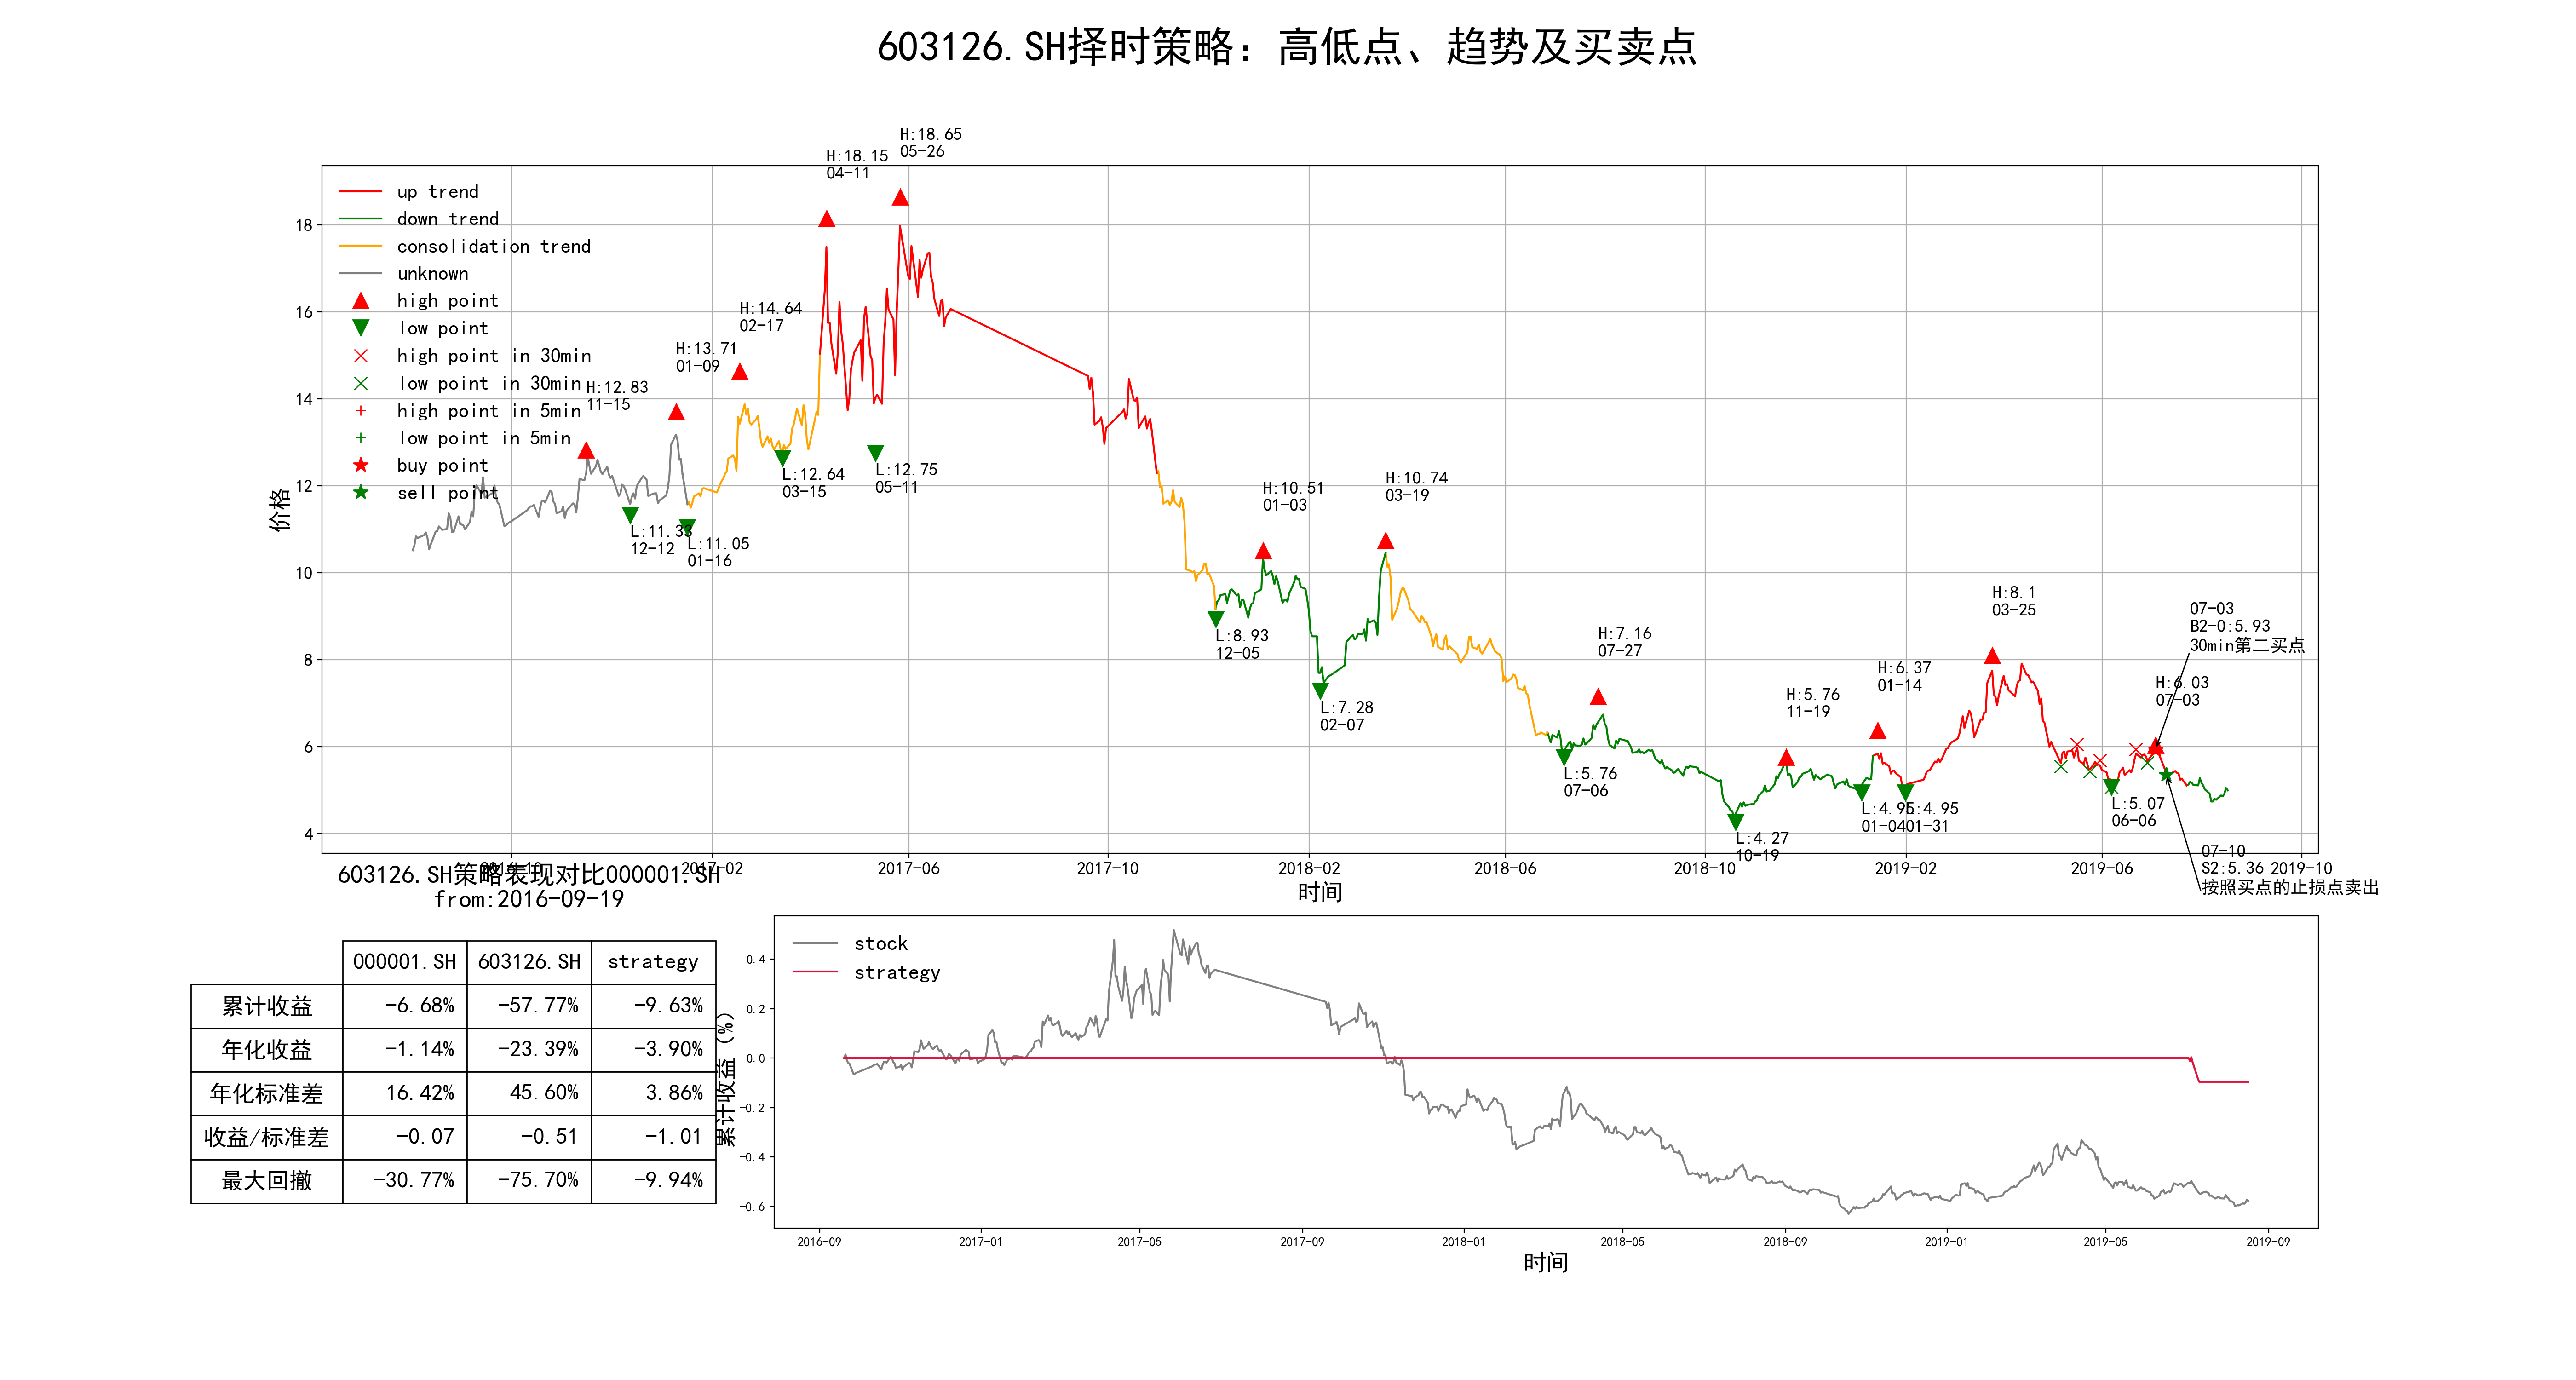 603126.SH择时策略：高低点、趋势及买卖点
H:18.65
05-26
H:18.15
04-11
up trend
down trend
consolidation trend
unknown
high point
low point
high point in 30min
low point in 30min
high point in 5min
low point in 5min
buy point
sell point
H:14.64
02-17
H:13.71
01-09
H:12.83
11-15
L:11.33
12-12
L:11.05
01-16
L:12.64
03-15
L:12.75
05-11
H:10.51
01-03
H:10.74
03-19
L:8.93
12-05
L:7.28
02-07
H:7.16
07-27
L:5.76
07-06
H:5.76
11-19
L:4.27
10-19
H:6.37
01-14
L:4.95
01-04
L:4.95
01-31
H:8.1
03-25
07-03
B2-0:5.93
30min第二买点
H:6.03
07-03
L:5.07
06-06
07-10
S2:5.36
按照买点的止损点卖出
价格
18
16
14
12
10
8
6
4
2016-10 2017-02 2017-06 2017-10 2018-02 2018-06 2018-10 2019-02 2019-06 2019-10
时间
603126.SH策略表现对比000001.SH
from:2016-09-19
000001.SH 603126.SH strategy
累计收益 -6.68% -57.77% -9.63%
年化收益 -1.14% -23.39% -3.90%
年化标准差 16.42% 45.60% 3.86%
收益/标准差 -0.07 -0.51 -1.01
最大回撤 -30.77% -75.70% -9.94%
累计收益（%）
stock
strategy
0.4
0.2
0.0
-0.2
-0.4
-0.6
2016-09 2017-01 2017-05 2017-09 2018-01 2018-05 2018-09 2019-01 2019-05 2019-09
时间